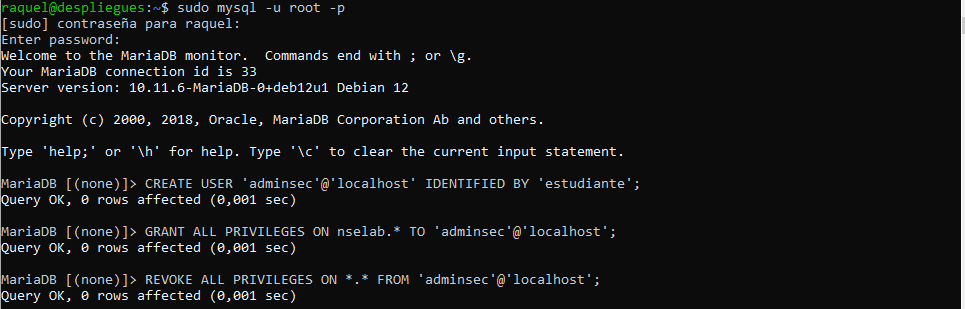 raquel@despliegues:~$ sudo mysql -u root -p
[sudo] contraseña para raquel:
Enter password:
Welcome to the MariaDB monitor.  Commands end with ; or \g.
Your MariaDB connection id is 33
Server version: 10.11.6-MariaDB-0+deb12u1 Debian 12
Copyright (c) 2000, 2018, Oracle, MariaDB Corporation Ab and others.
Type 'help;' or '\h' for help. Type '\c' to clear the current input statement.
MariaDB [(none)]> CREATE USER 'adminsec'@'localhost' IDENTIFIED BY 'estudiante';
Query OK, 0 rows affected (0,001 sec)
MariaDB [(none)]> GRANT ALL PRIVILEGES ON nselab.* TO 'adminsec'@'localhost';
Query OK, 0 rows affected (0,001 sec)
MariaDB [(none)]> REVOKE ALL PRIVILEGES ON *.* FROM 'adminsec'@'localhost';
Query OK, 0 rows affected (0,001 sec)